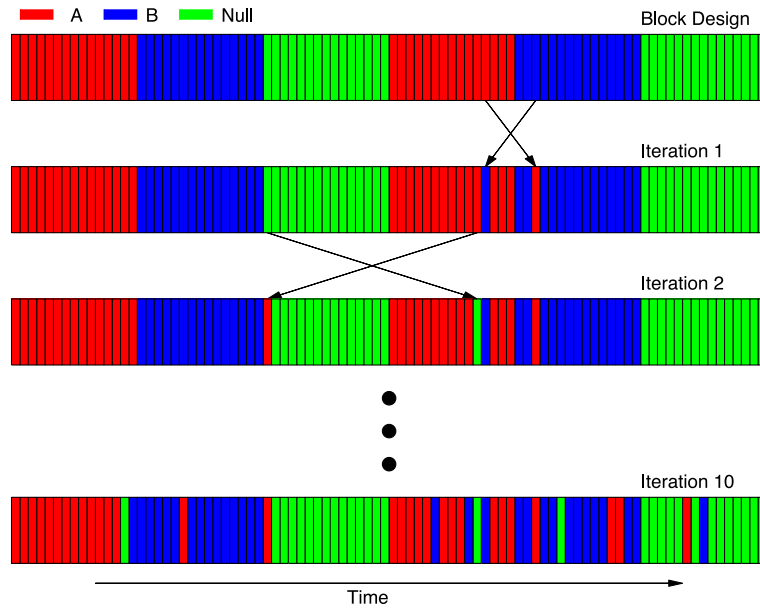 A B Null
Block Design
Iteration 1
Iteration 2
Iteration 10
Time